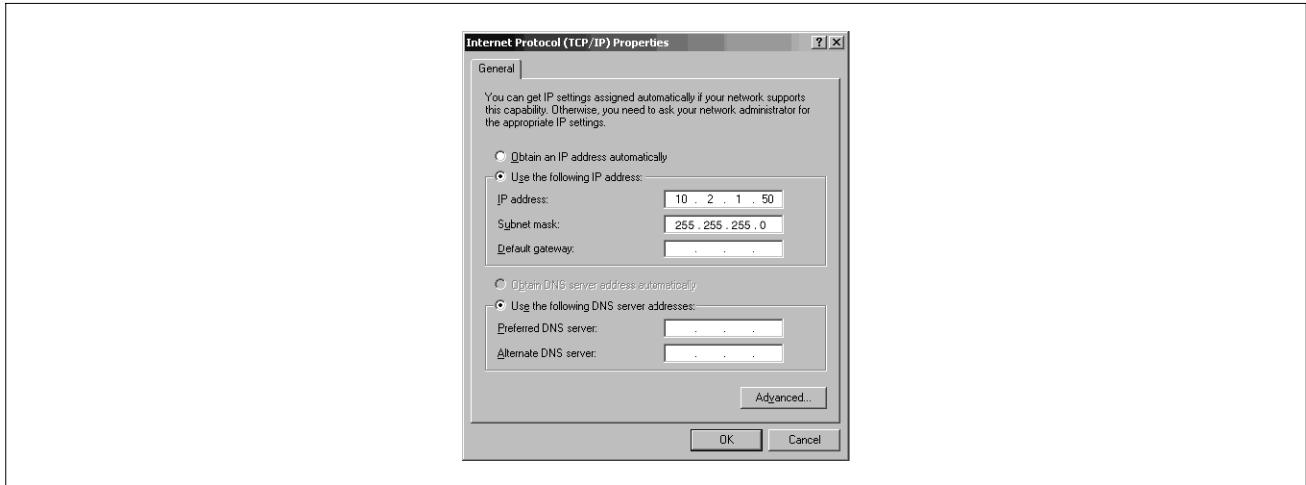 Internet Protocol (TCP/IP) Properties
General
You can get IP settings assigned automatically if your network supports
this capability. Otherwise, you need to ask your network administrator for
the appropriate IP settings.
Obtain an IP address automatically
Use the following IP address:
IP address: 10 . 2 . 1 . 50
Subnet mask: 255 . 255 . 255 . 0
Default gateway: . . .
Obtain DNS server address automatically
Use the following DNS server addresses:
Preferred DNS server: . . .
Alternate DNS server: . . .
Advanced...
OK Cancel